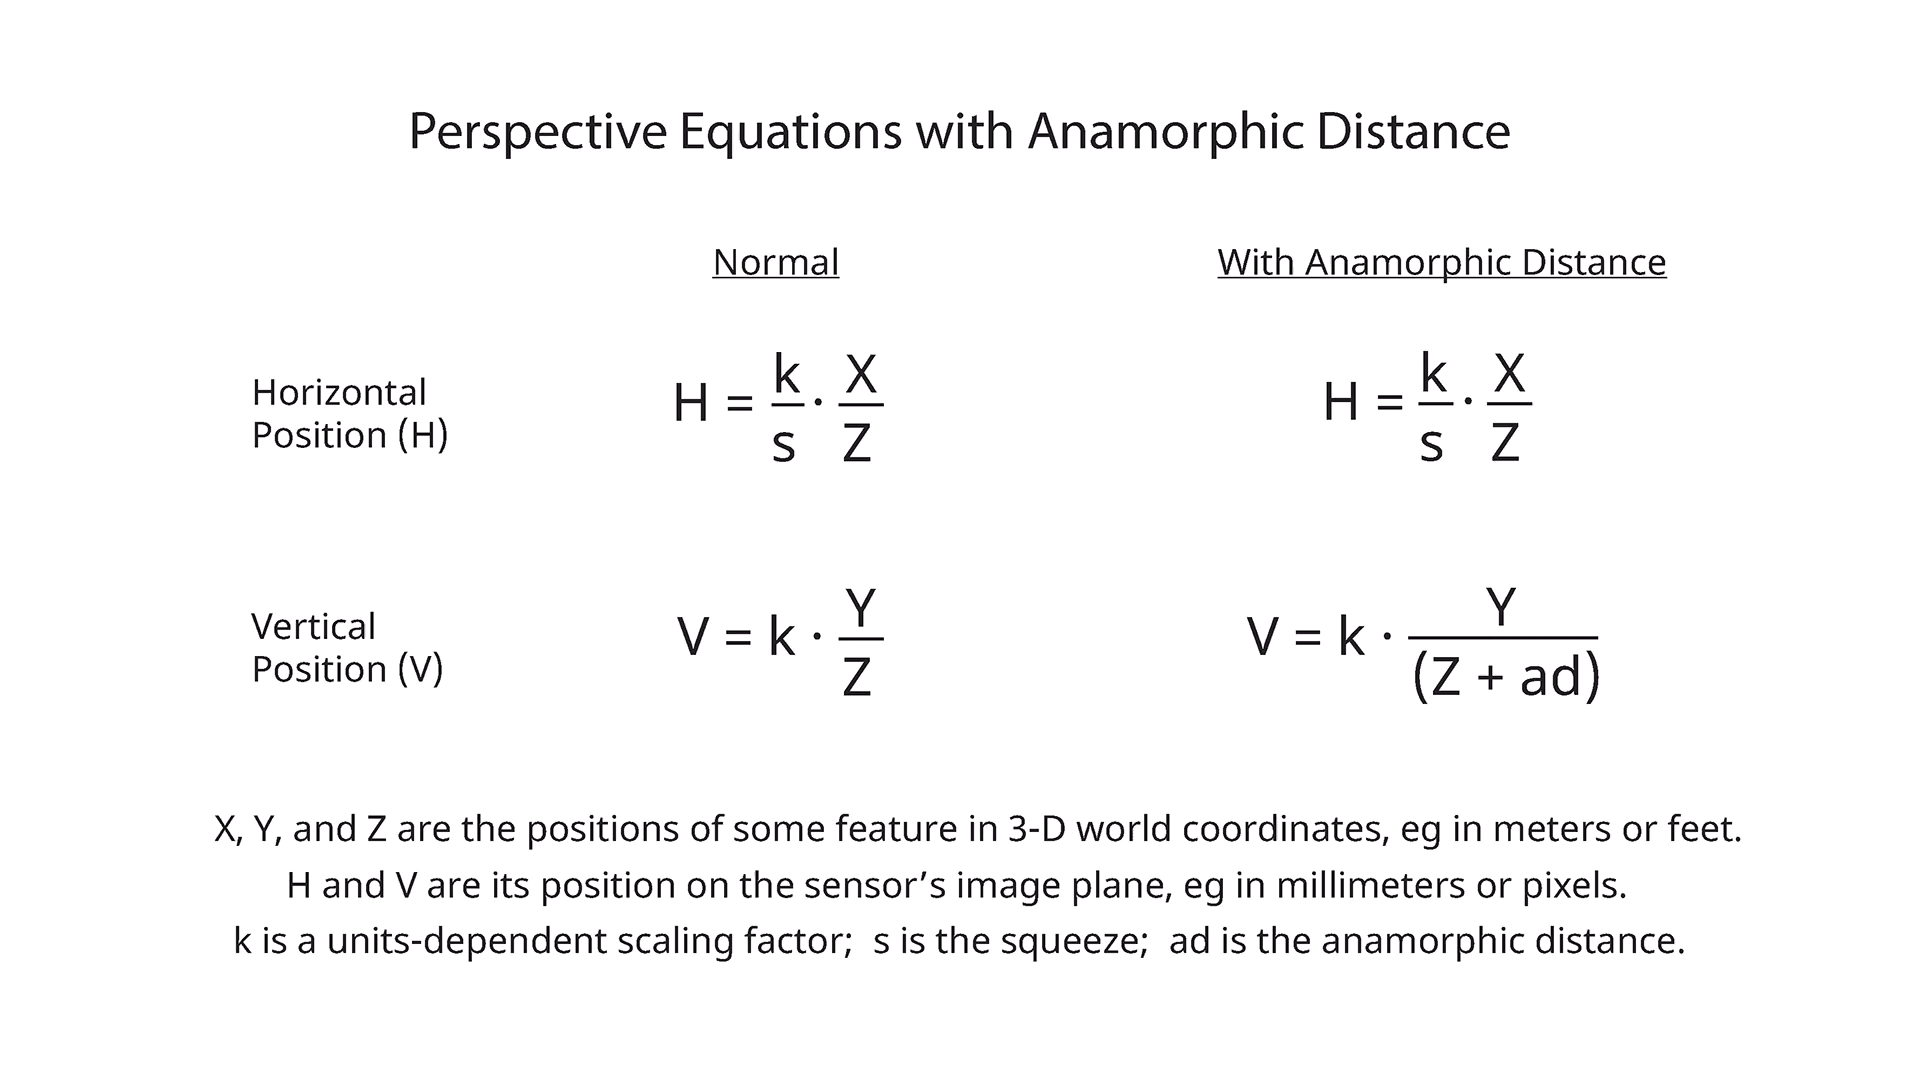 Perspective Equations with Anamorphic Distance
Normal
With Anamorphic Distance
Horizontal
Position (H)
H = k/s · X/Z
H = k/s · X/Z
Vertical
Position (V)
V = k · Y/Z
V = k · Y/(Z + ad)
X, Y, and Z are the positions of some feature in 3-D world coordinates, eg in meters or feet.
H and V are its position on the sensor’s image plane, eg in millimeters or pixels.
k is a units-dependent scaling factor;  s is the squeeze;  ad is the anamorphic distance.